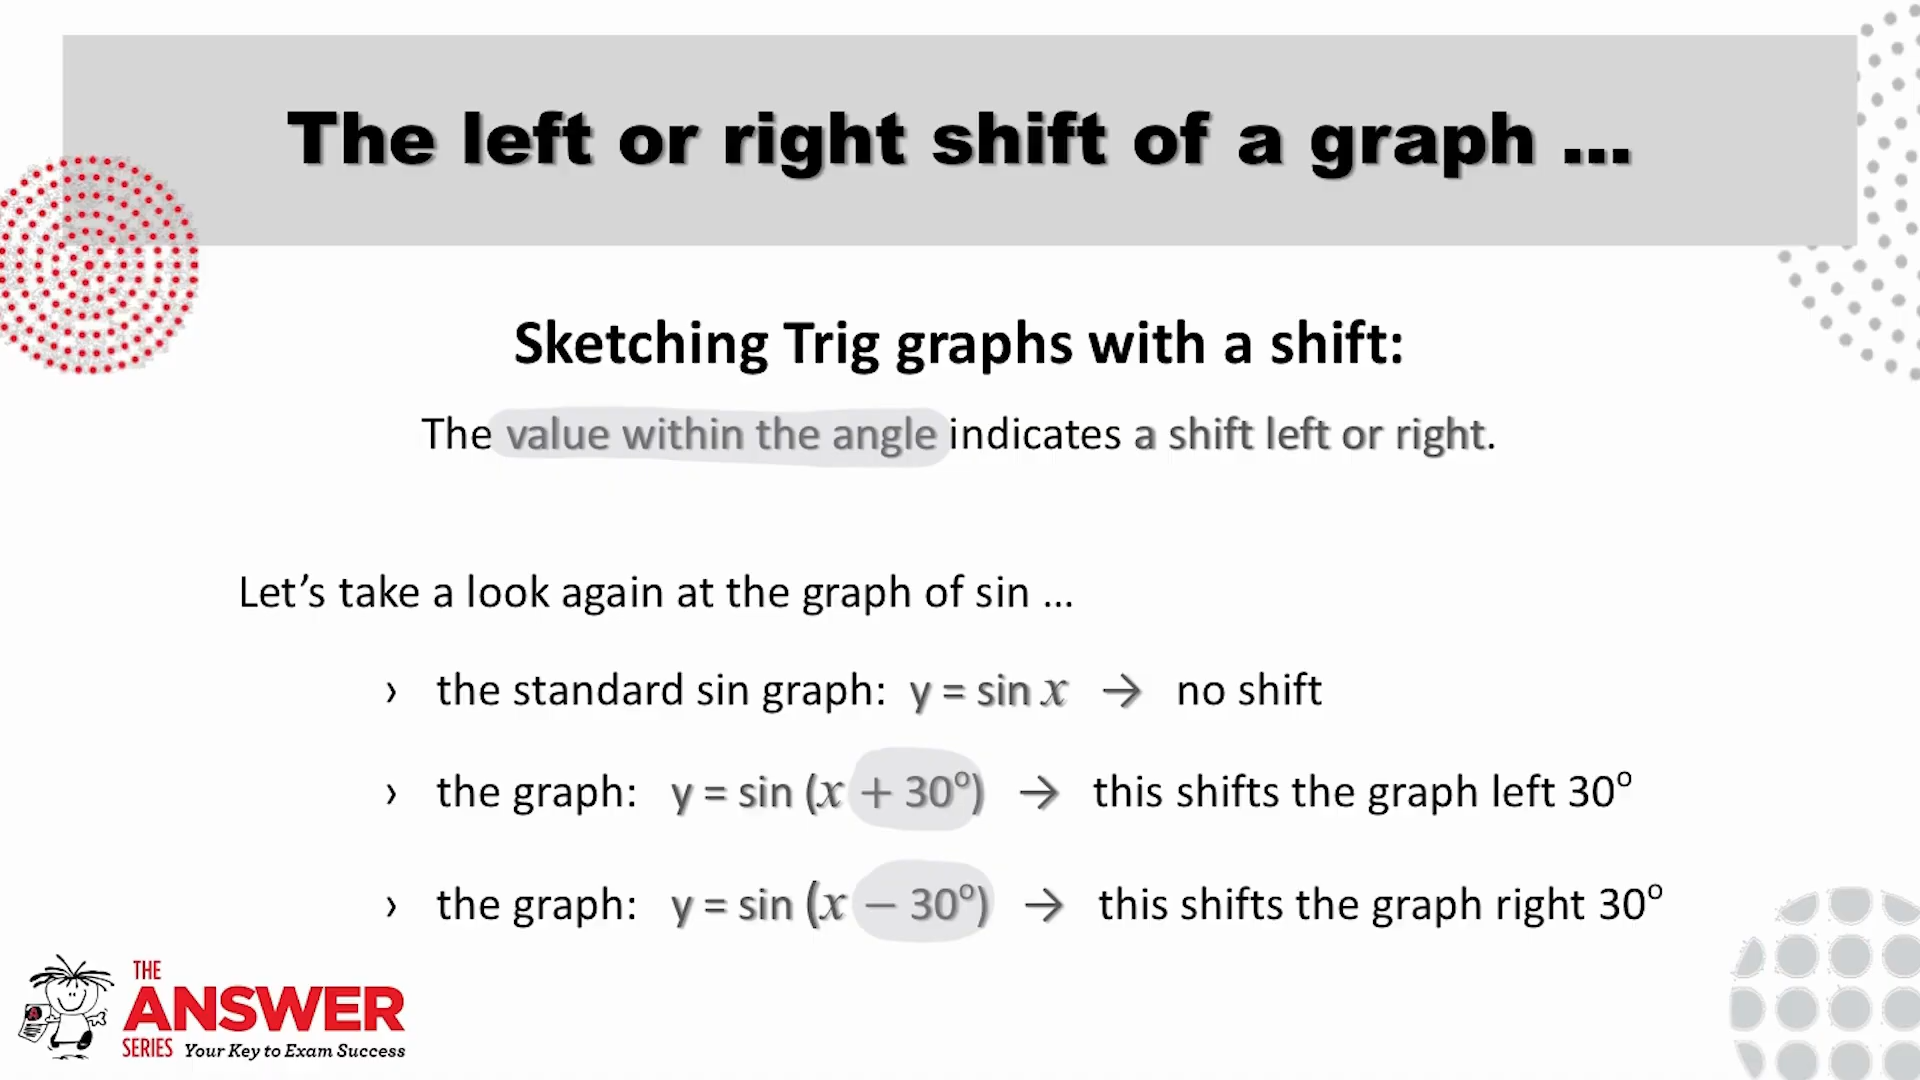 The left or right shift of a graph ...
Sketching Trig graphs with a shift:
The value within the angle indicates a shift left or right.
Let’s take a look again at the graph of sin ...
› the standard sin graph: y = sin x → no shift
› the graph: y = sin (x + 30°) → this shifts the graph left 30°
› the graph: y = sin (x − 30°) → this shifts the graph right 30°
THE
ANSWER
SERIES Your Key to Exam Success